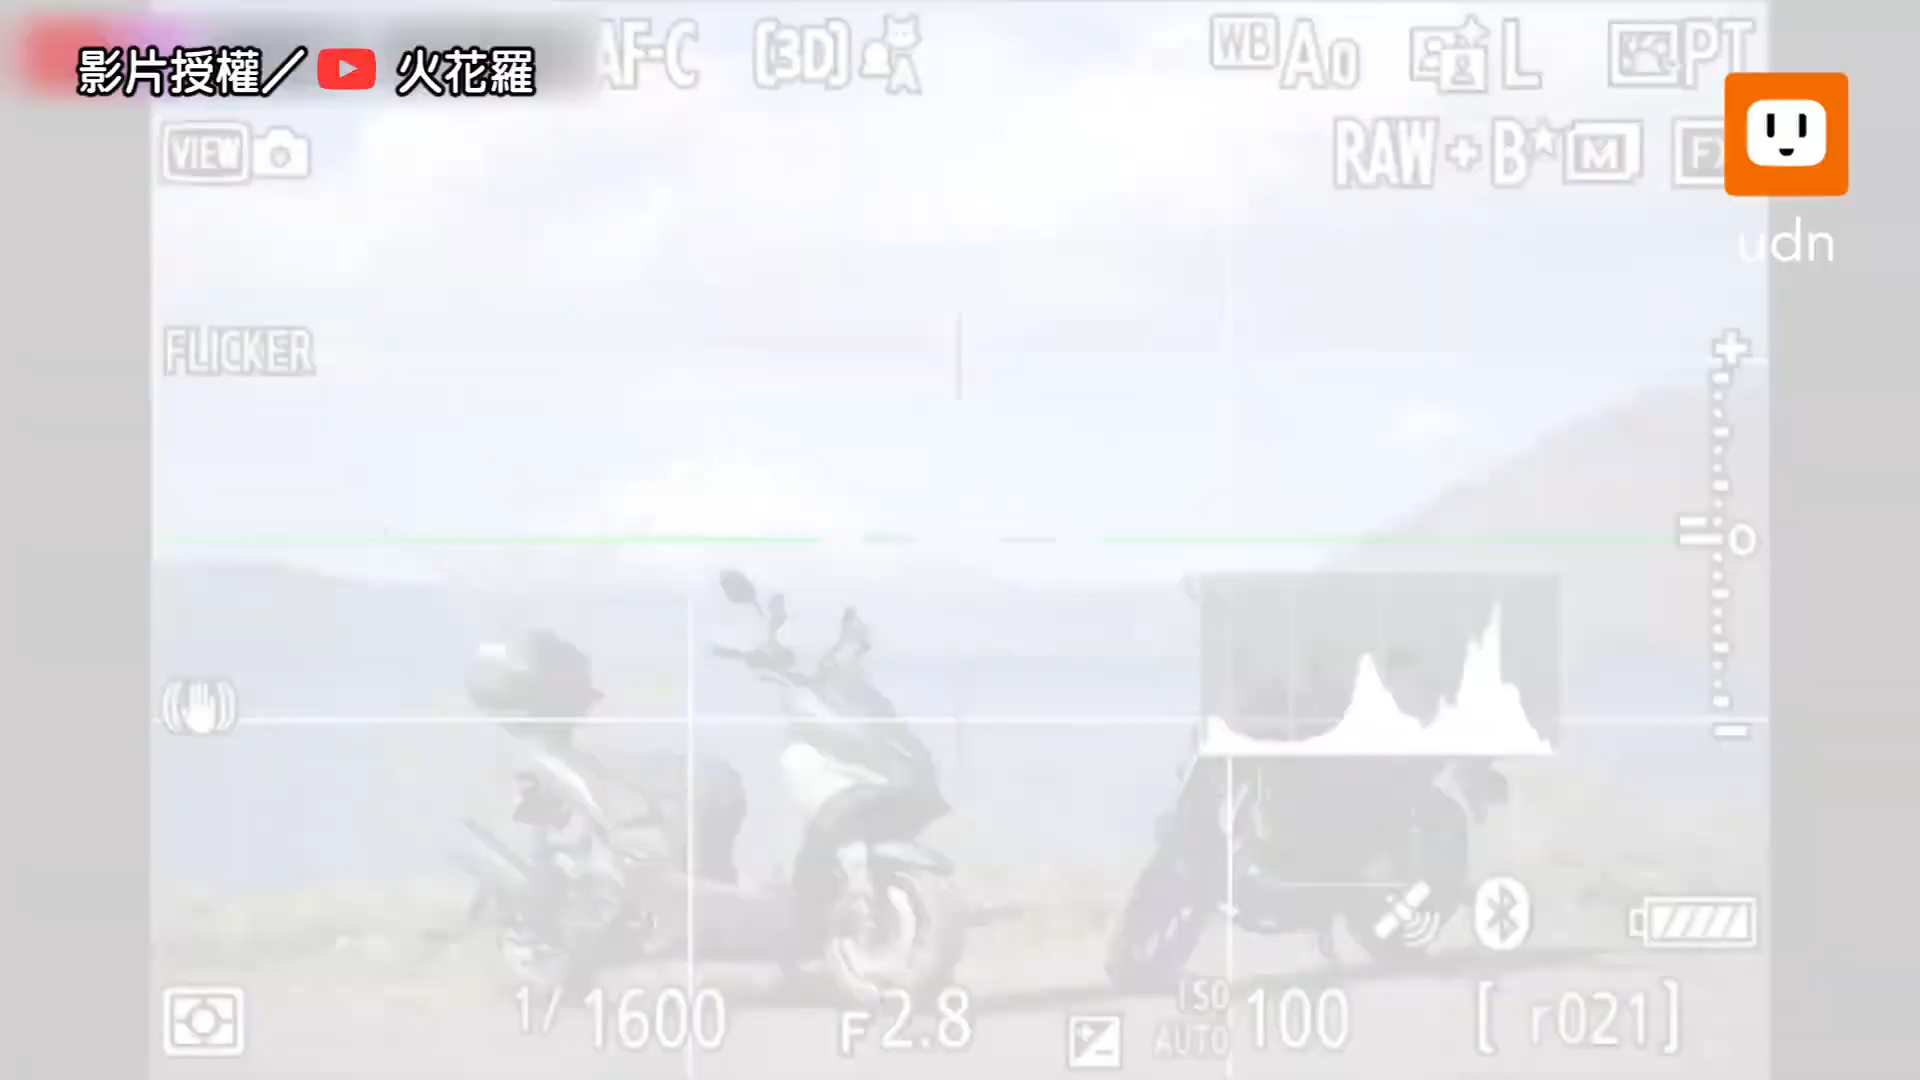 影片授權／ 火花羅
AF-C [3D] A WB A0 L PT
VIEW RAW+B★ M FX
udn
FLICKER
+
0
-
1/1600 F2.8 ISO AUTO 100 [r021]